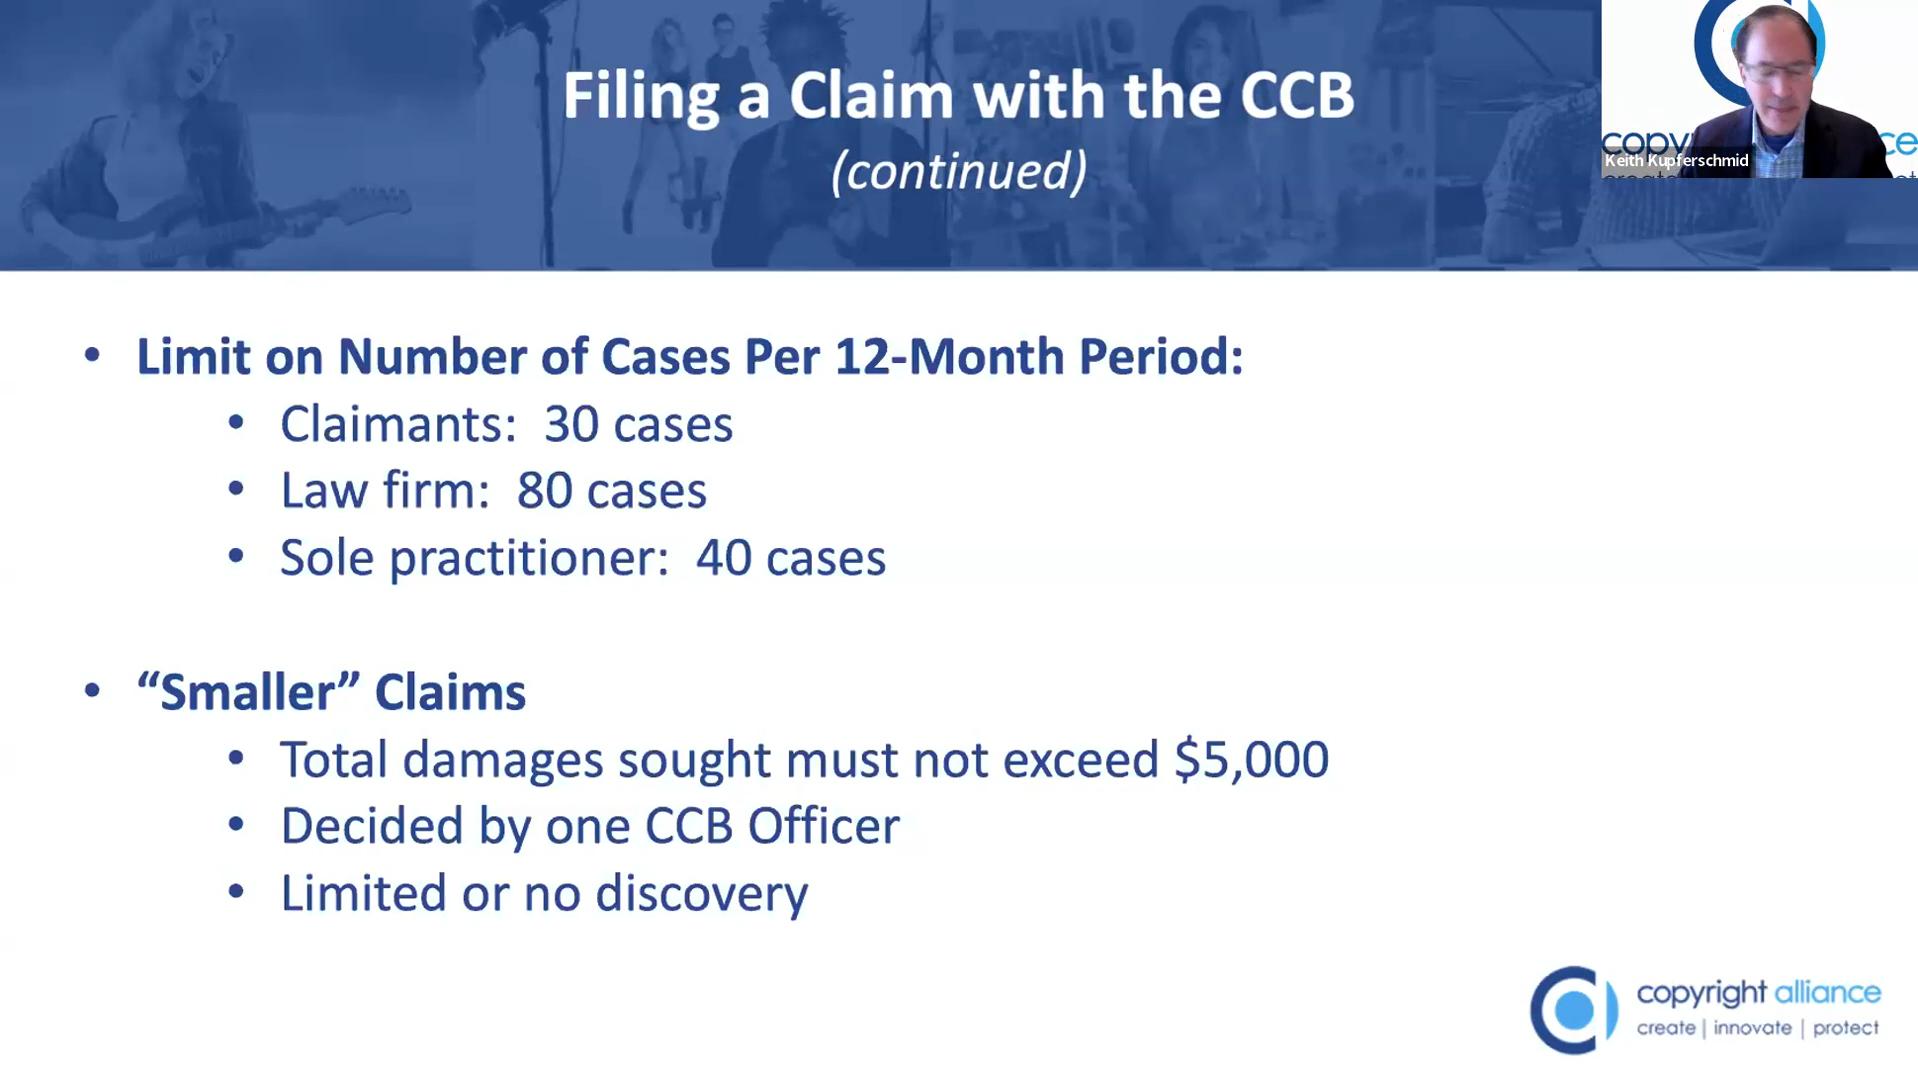 Filing a Claim with the CCB
(continued)
Keith Kupferschmid
• Limit on Number of Cases Per 12-Month Period:
• Claimants: 30 cases
• Law firm: 80 cases
• Sole practitioner: 40 cases
• “Smaller” Claims
• Total damages sought must not exceed $5,000
• Decided by one CCB Officer
• Limited or no discovery
copyright alliance
create | innovate | protect